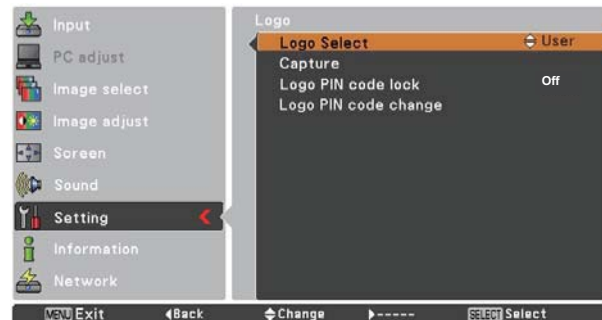 Input
PC adjust
Image select
Image adjust
Screen
Sound
Setting
Information
Network
Logo
Logo Select User
Capture
Logo PIN code lock Off
Logo PIN code change
MENU Exit Back Change ----- SELECT Select